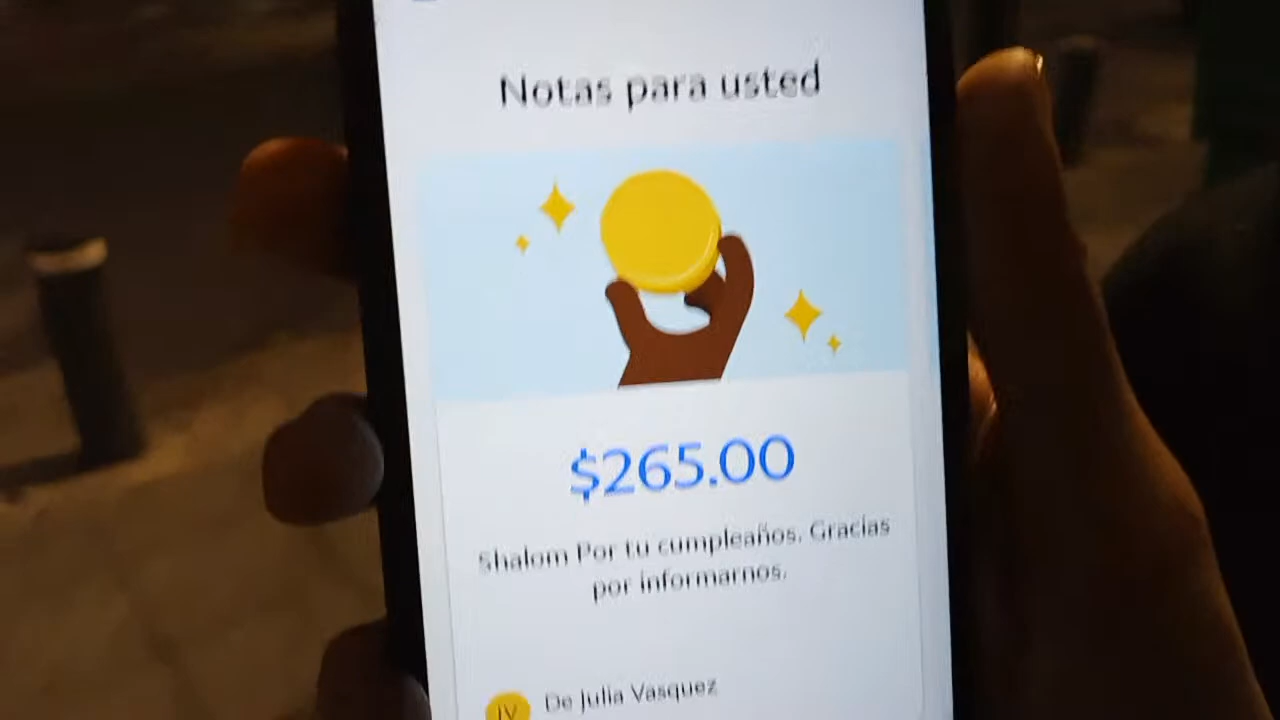 Notas para usted
$265.00
Shalom Por tu cumpleaños. Gracias
por informarnos.
JV
De Julia Vasquez